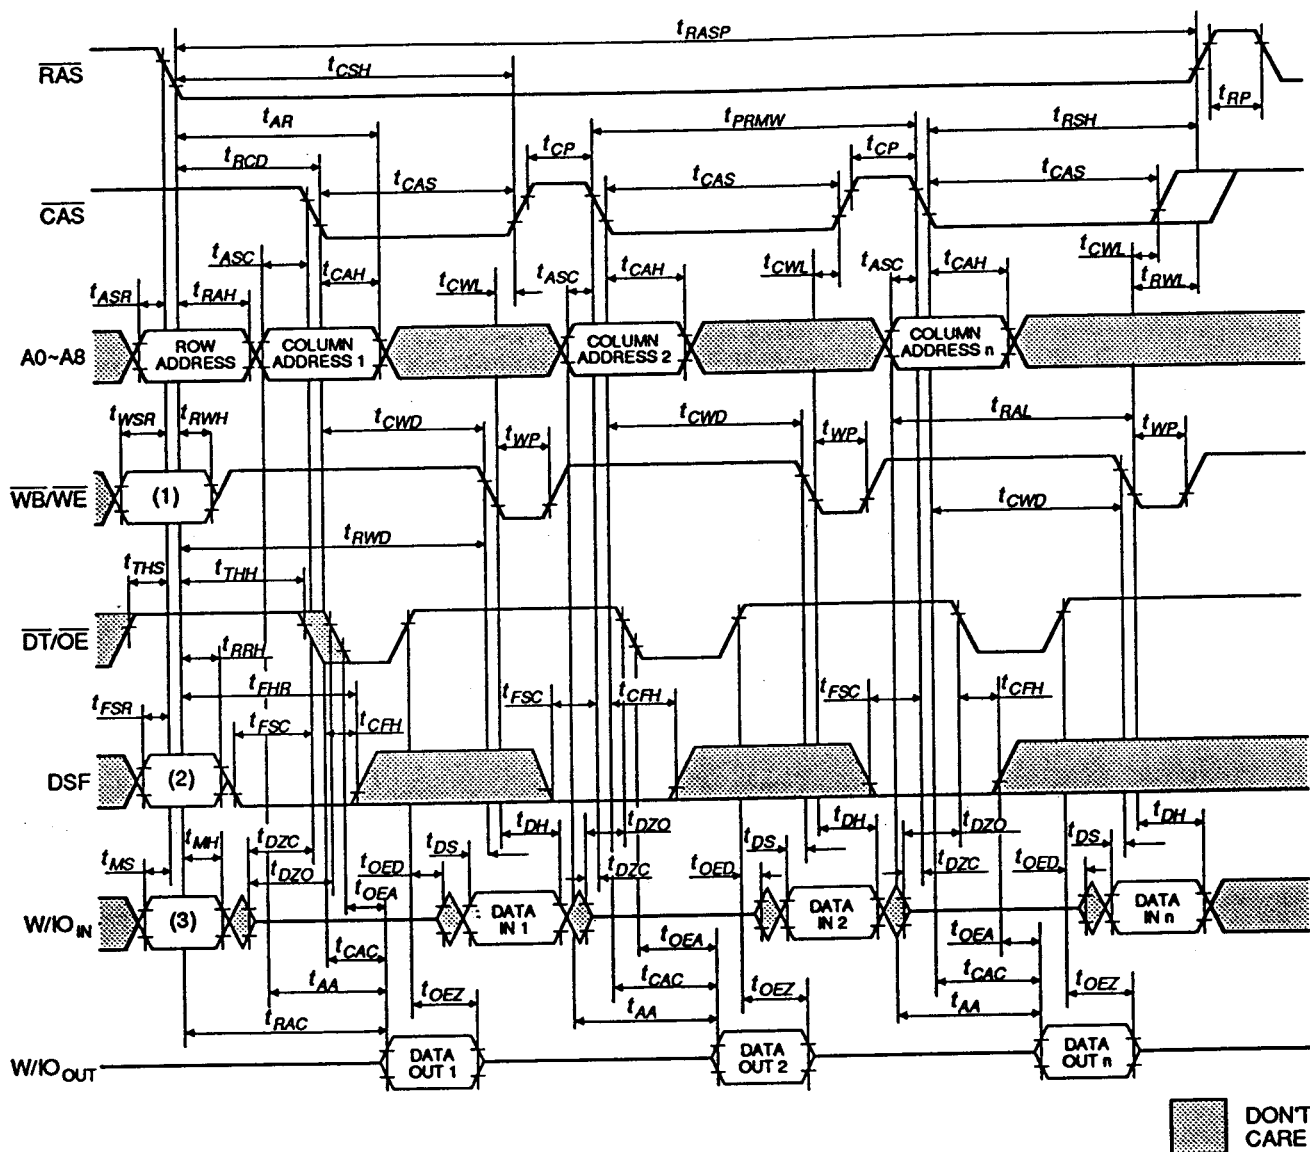 tRASP
RAS
tCSH
tRP
tAR
tPRMW
tRSH
tRCD
tCP
tCP
tCAS
tCAS
tCAS
CAS
tASC
tCAH
tCWL
tASC
tCAH
tCWL
tASC
tCAH
tCWL
tASR
tRAH
tRWL
A0~A8
ROW ADDRESS
COLUMN ADDRESS 1
COLUMN ADDRESS 2
COLUMN ADDRESS n
tWSR
tRWH
tCWD
tWP
tCWD
tWP
tRAL
tWP
WB/WE
(1)
tCWD
tRWD
tTHS
tTHH
DT/OE
tRRH
tFHR
tFSR
tFSC
tCFH
tFSC
tCFH
tFSC
tCFH
DSF
(2)
tMS
tMH
tDZC
tDZO
tOED
tDS
tDH
tDZO
tDZC
tOED
tDS
tDH
tDZO
tDZC
tOED
tDS
tDH
tOEA
W/IO IN
(3)
DATA IN 1
DATA IN 2
DATA IN n
tCAC
tOEA
tOEA
tAA
tOEZ
tCAC
tOEZ
tCAC
tOEZ
tRAC
tAA
tAA
W/IO OUT
DATA OUT 1
DATA OUT 2
DATA OUT n
DON'T CARE